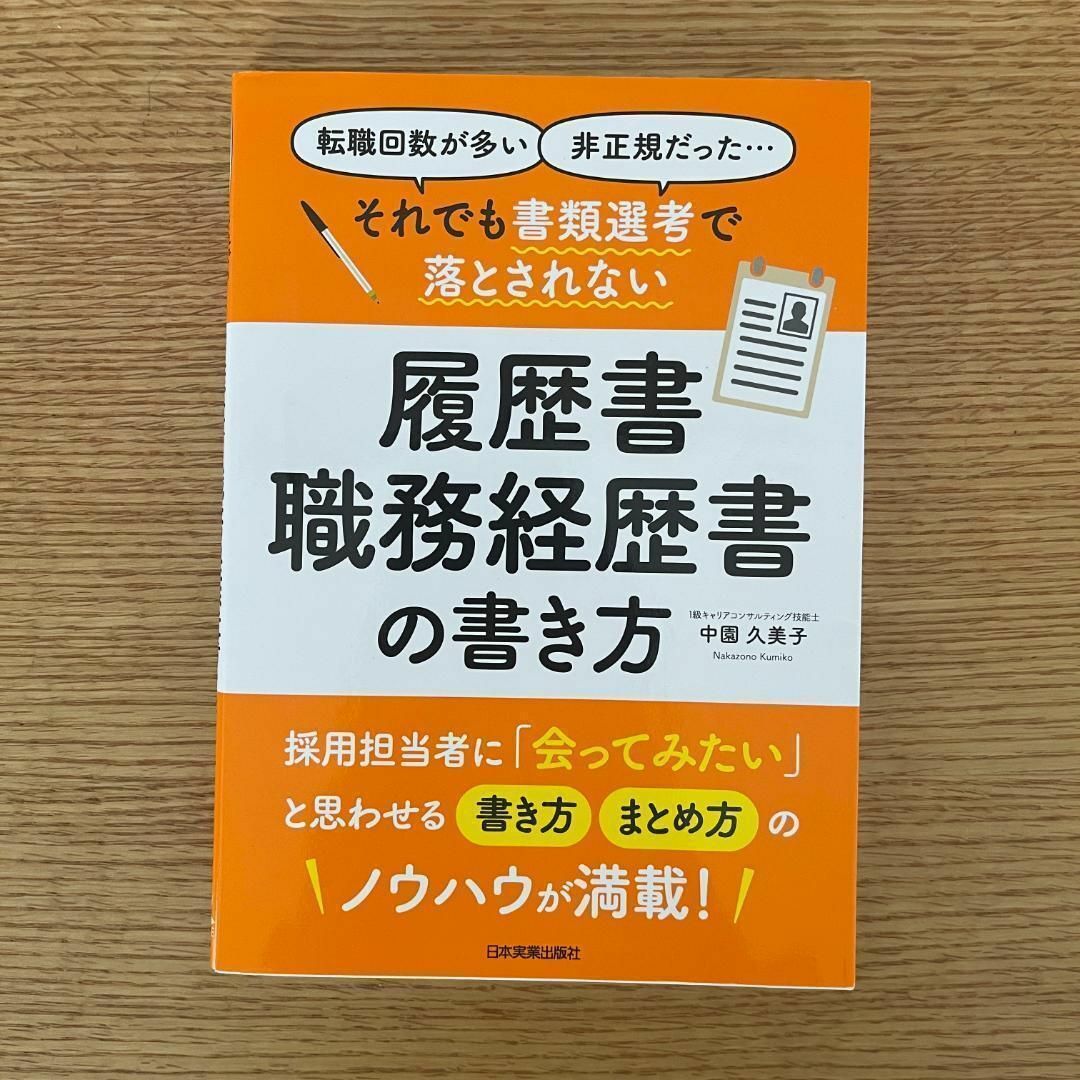 転職回数が多い
非正規だった…
それでも書類選考で
落とされない
履歴書
職務経歴書
の書き方
1級キャリアコンサルティング技能士
中園 久美子
Nakazono Kumiko
採用担当者に「会ってみたい」
と思わせる 書き方 まとめ方 の
ノウハウが満載!
日本実業出版社